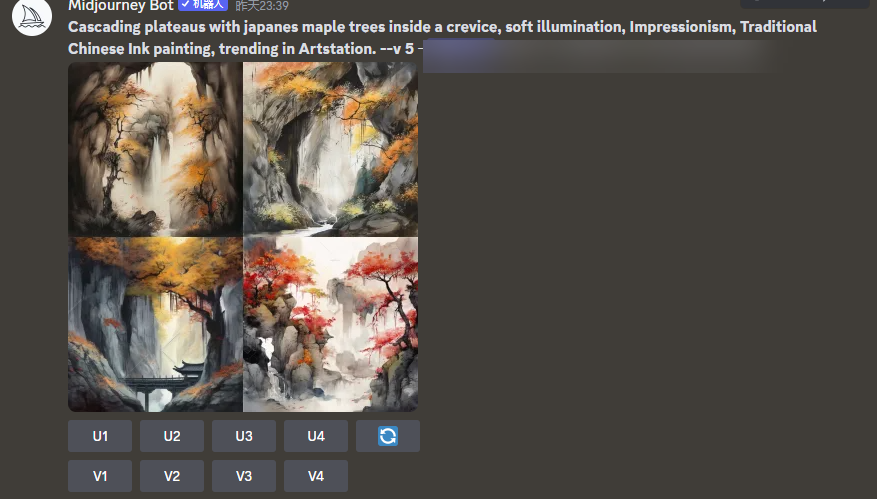 Midjourney Bot ✓机器人 昨天23:39
Cascading plateaus with japanes maple trees inside a crevice, soft illumination, Impressionism, Traditional
Chinese Ink painting, trending in Artstation. --v 5 -
U1 U2 U3 U4
V1 V2 V3 V4